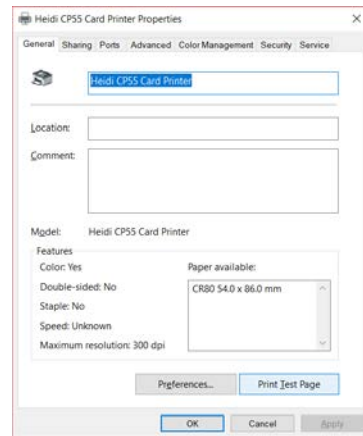 Heidi CP55 Card Printer Properties
General Sharing Ports Advanced Color Management Security Service
Heidi CP55 Card Printer
Location:
Comment:
Model: Heidi CP55 Card Printer
Features
Color: Yes
Paper available:
Double-sided: No
CR80 54.0 x 86.0 mm
Staple: No
Speed: Unknown
Maximum resolution: 300 dpi
Preferences... Print Test Page
OK Cancel Apply